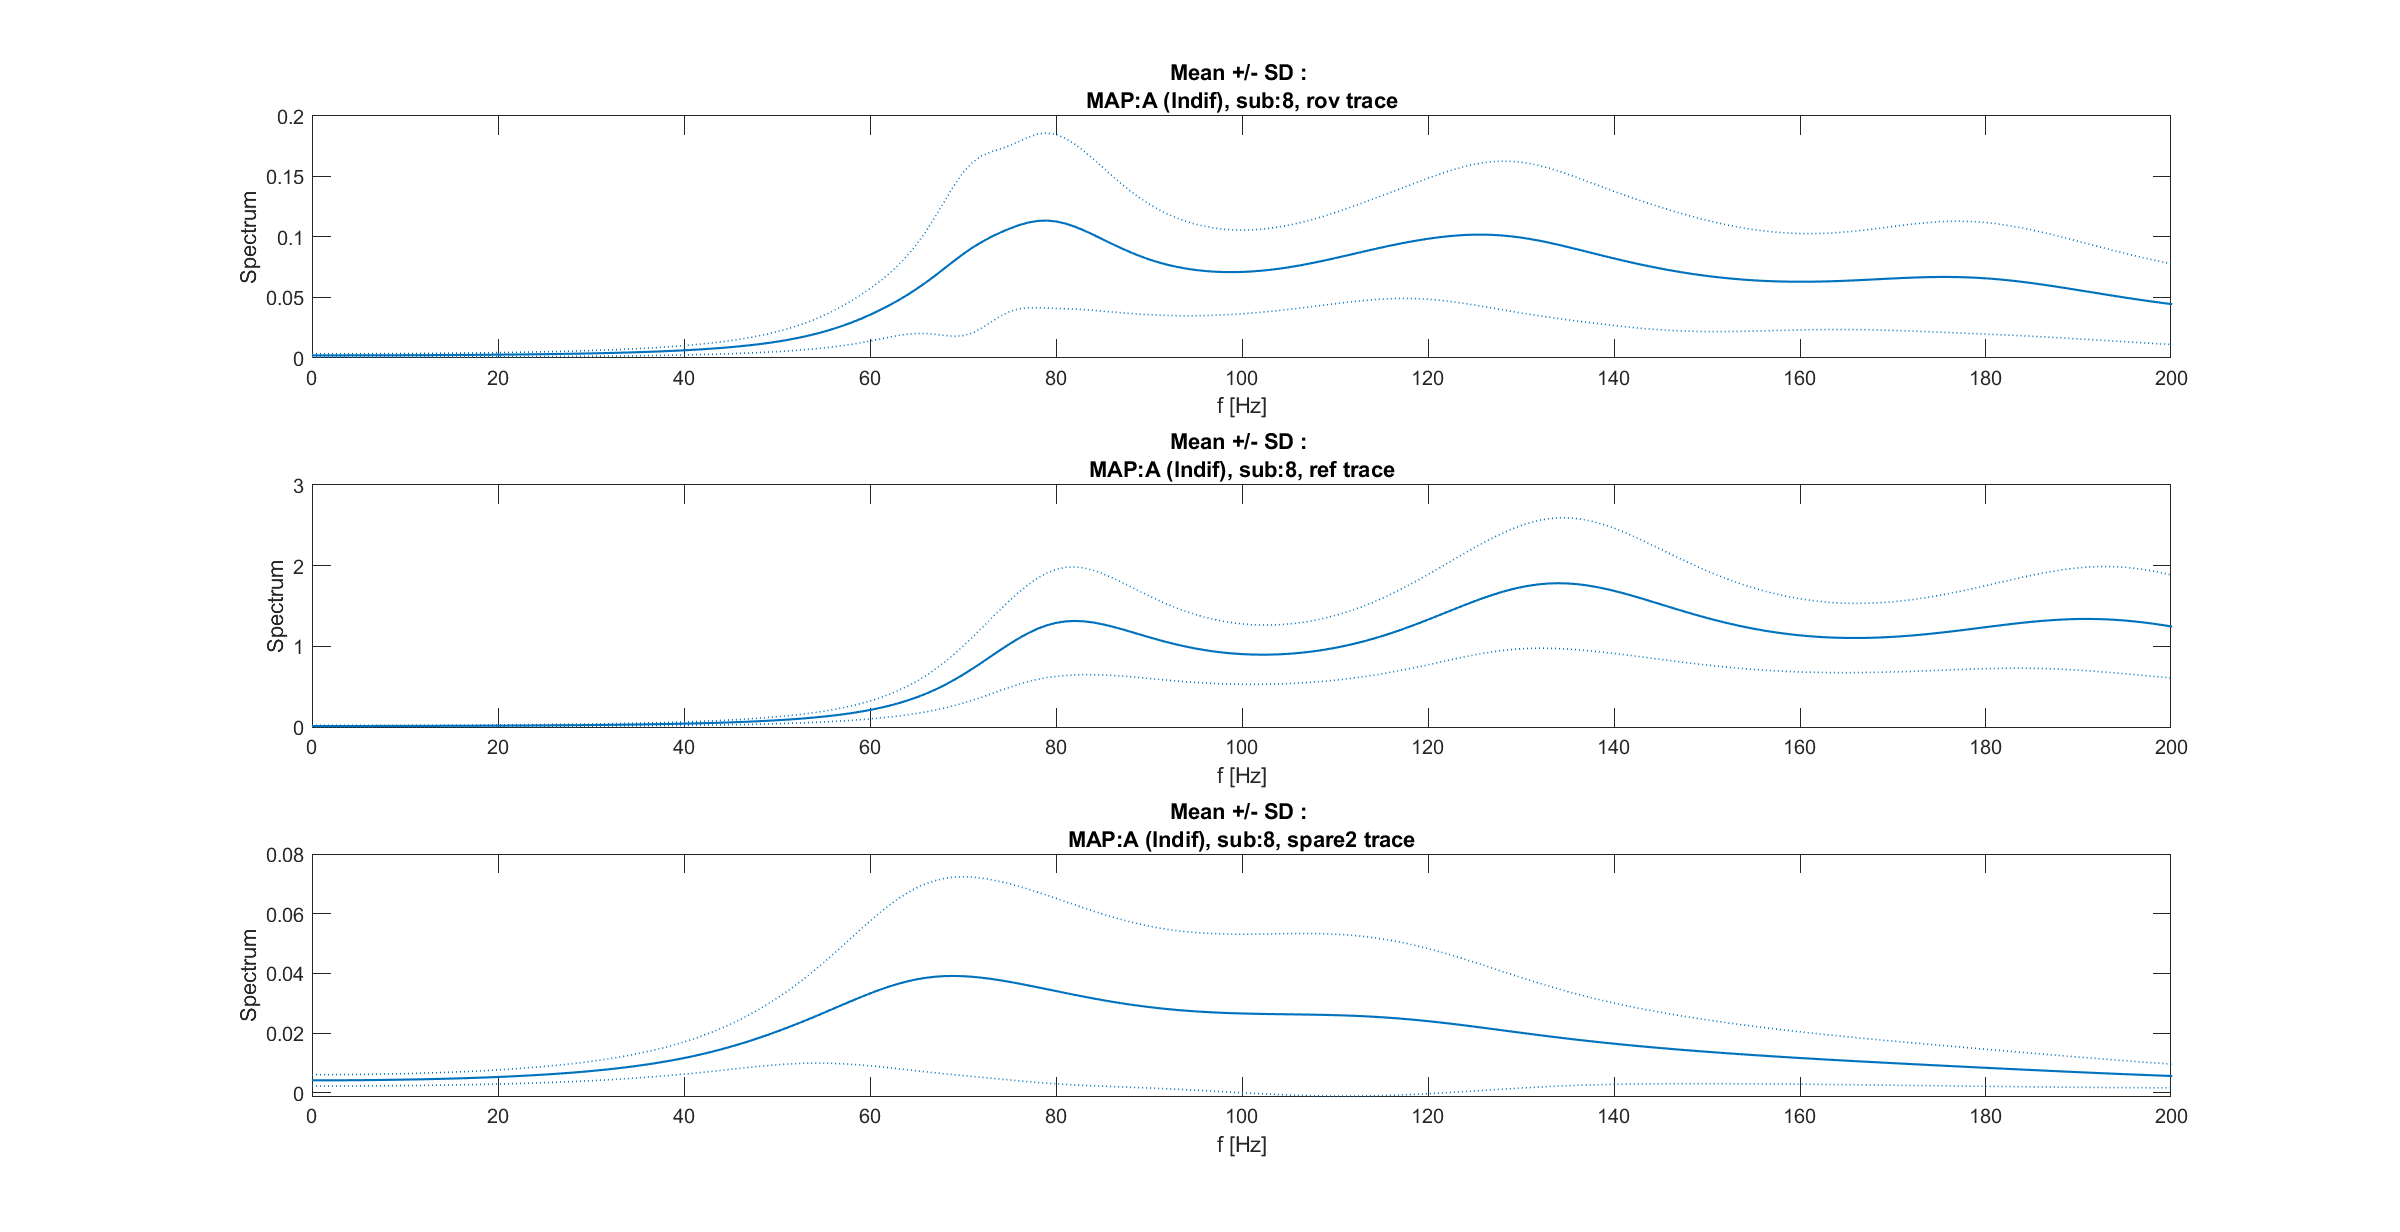 Mean +/- SD :
MAP:A (Indif), sub:8, rov trace
Spectrum
0.2
0.15
0.1
0.05
0
0 20 40 60 80 100 120 140 160 180 200
f [Hz]
Mean +/- SD :
MAP:A (Indif), sub:8, ref trace
Spectrum
3
2
1
0
0 20 40 60 80 100 120 140 160 180 200
f [Hz]
Mean +/- SD :
MAP:A (Indif), sub:8, spare2 trace
Spectrum
0.08
0.06
0.04
0.02
0
0 20 40 60 80 100 120 140 160 180 200
f [Hz]